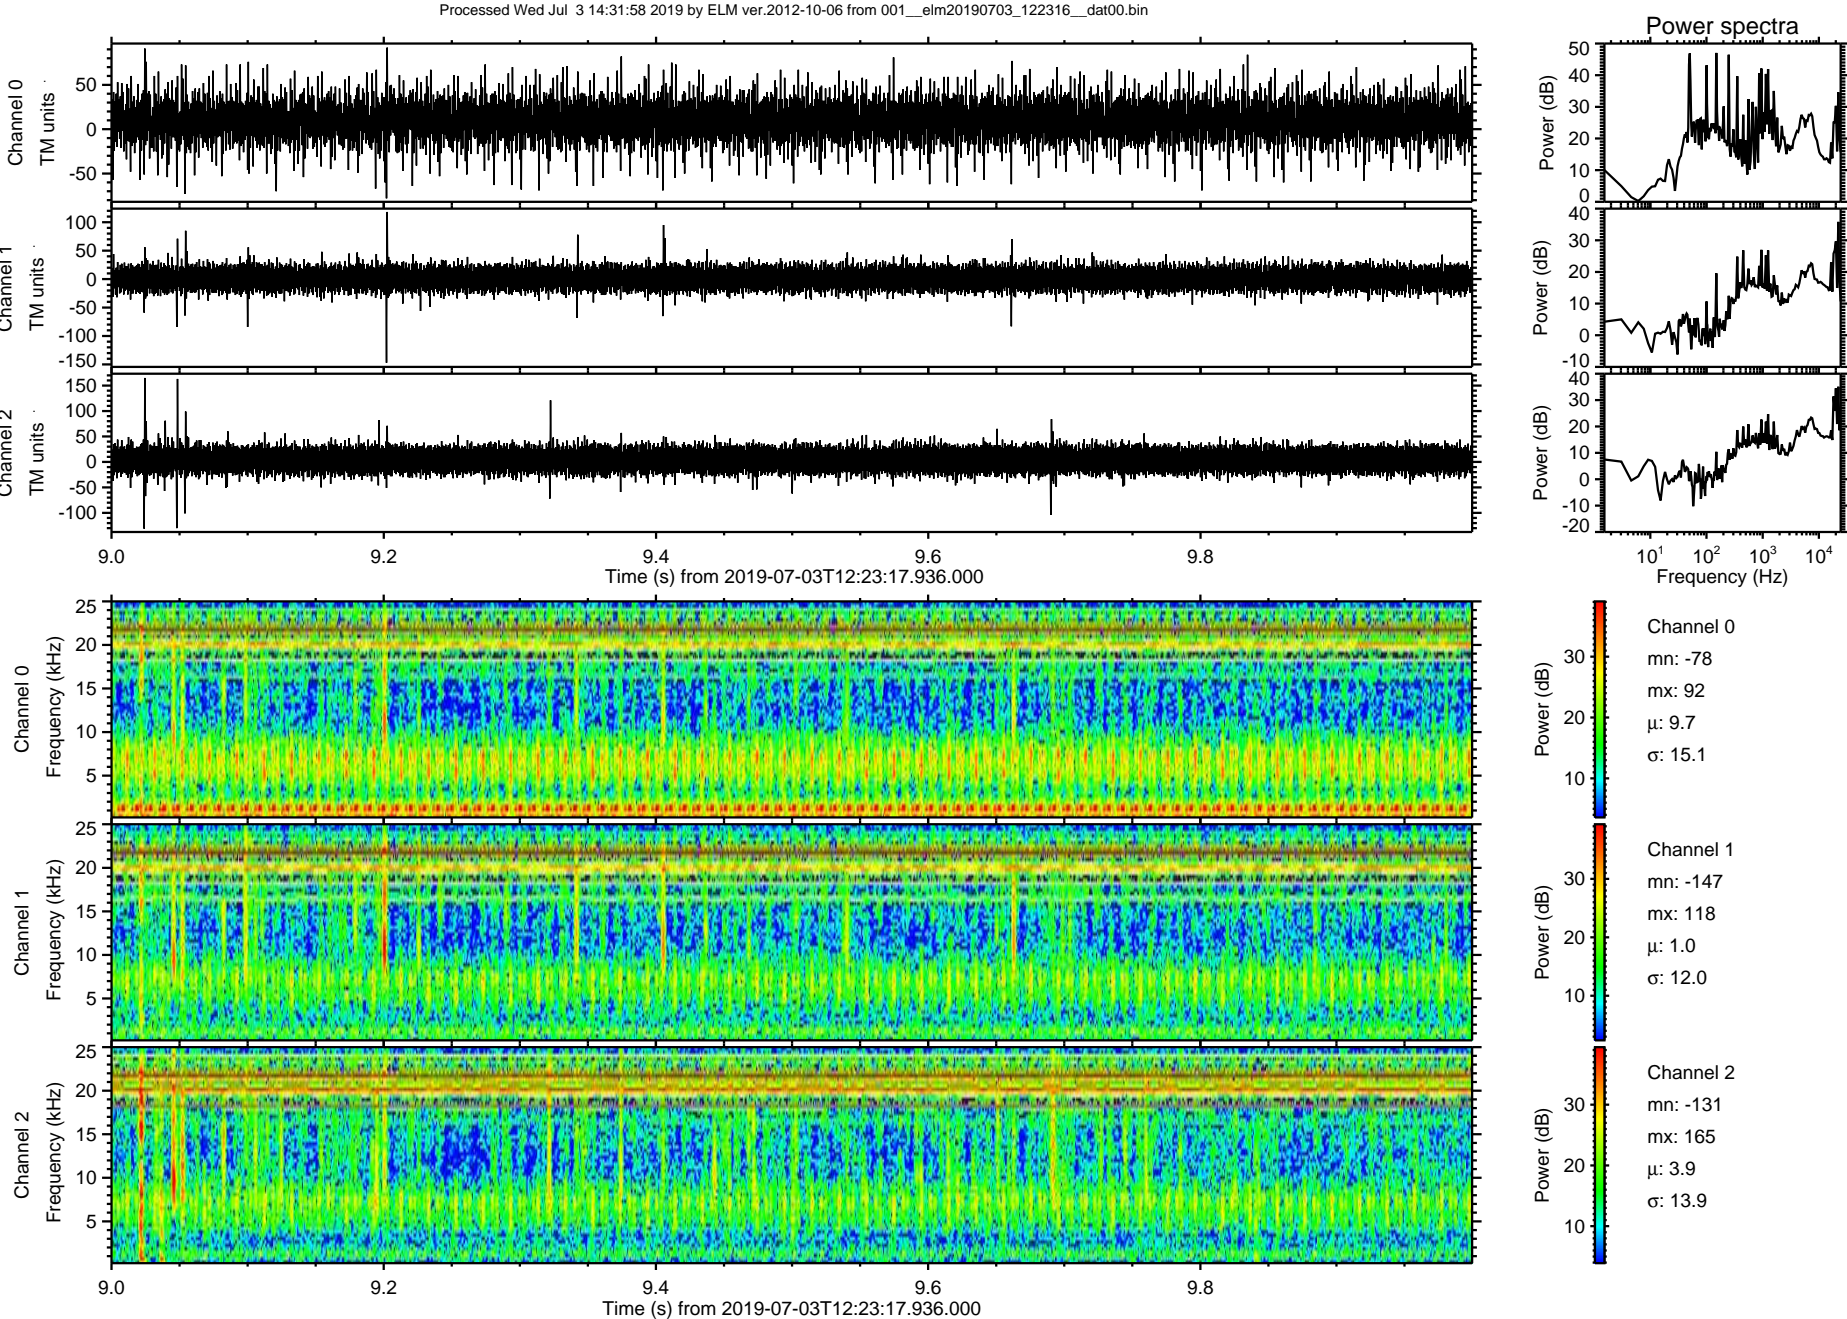 Processed Wed Jul  3 14:31:58 2019 by ELM ver.2012-10-06 from 001__elm20190703_122316__dat00.bin
Power spectra
Channel 0
TM units
50
0
-50
Power (dB)
50
40
30
20
10
0
Channel 1
TM units
100
50
0
-50
-100
-150
Power (dB)
40
30
20
10
0
-10
Channel 2
TM units
150
100
50
0
-50
-100
Power (dB)
40
30
20
10
0
-10
-20
9.0 9.2 9.4 9.6 9.8
Time (s) from 2019-07-03T12:23:17.936.000
10^1 10^2 10^3 10^4
Frequency (Hz)
Channel 0
Frequency (kHz)
25
20
15
10
5
Power (dB)
30
20
10
Channel 0
mn: -78
mx: 92
μ: 9.7
σ: 15.1
Channel 1
Frequency (kHz)
25
20
15
10
5
Power (dB)
30
20
10
Channel 1
mn: -147
mx: 118
μ: 1.0
σ: 12.0
Channel 2
Frequency (kHz)
25
20
15
10
5
Power (dB)
30
20
10
Channel 2
mn: -131
mx: 165
μ: 3.9
σ: 13.9
9.0 9.2 9.4 9.6 9.8
Time (s) from 2019-07-03T12:23:17.936.000